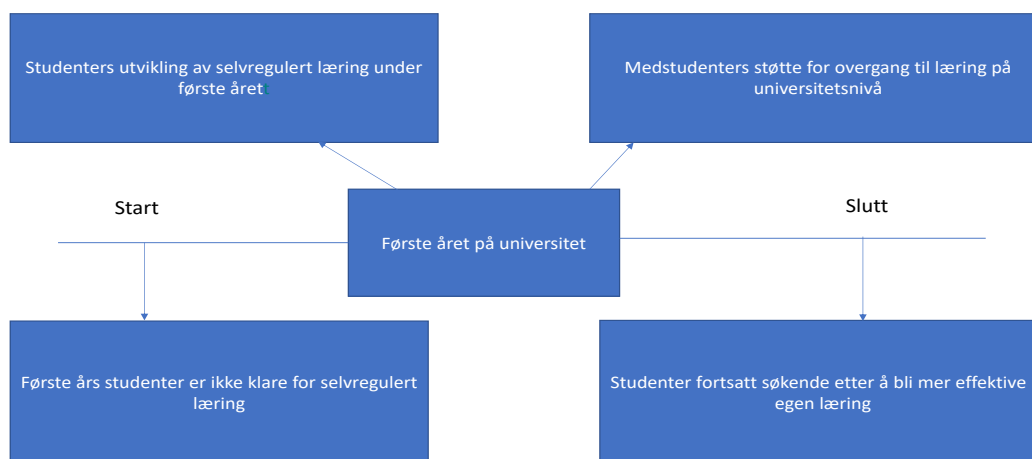 Studenters utvikling av selvregulert læring under
første årett
Medstudenters støtte for overgang til læring på
universitetsnivå
Start
Slutt
Første året på universitet
Første års studenter er ikke klare for selvregulert
læring
Studenter fortsatt søkende etter å bli mer effektive
egen læring